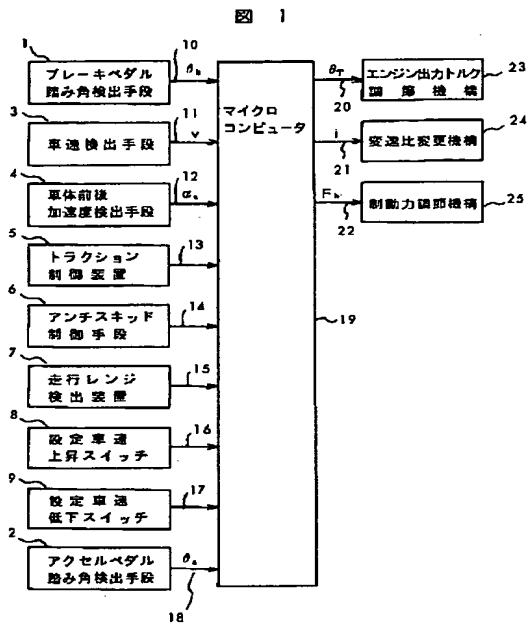 図 1
1
ブレーキペダル
踏み角検出手段
10
θb
3
車速検出手段
11
v
4
車体前後
加速度検出手段
12
αc
5
トラクション
制御装置
13
6
アンチスキッド
制御手段
14
7
走行レンジ
検出装置
15
8
設定車速
上昇スイッチ
16
9
設定車速
低下スイッチ
17
2
アクセルペダル
踏み角検出手段
θa
18
マイクロ
コンピュータ
19
θT
20
エンジン出力トルク
調節機構
23
i
21
変速比変更機構
24
Fb
22
制動力調節機構
25